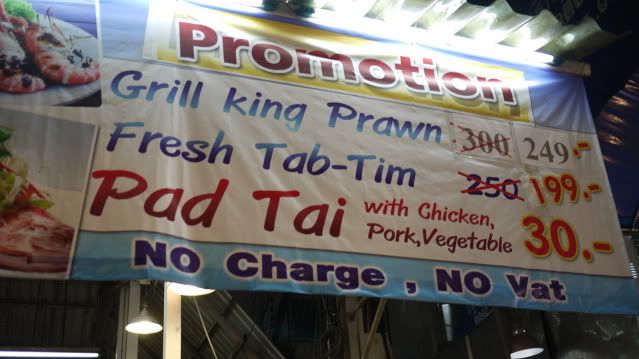 Promotion
Grill king Prawn 300 249.-
Fresh Tab-Tim 250 199.-
Pad Tai with Chicken, Pork,Vegetable 30.-
NO Charge , NO Vat